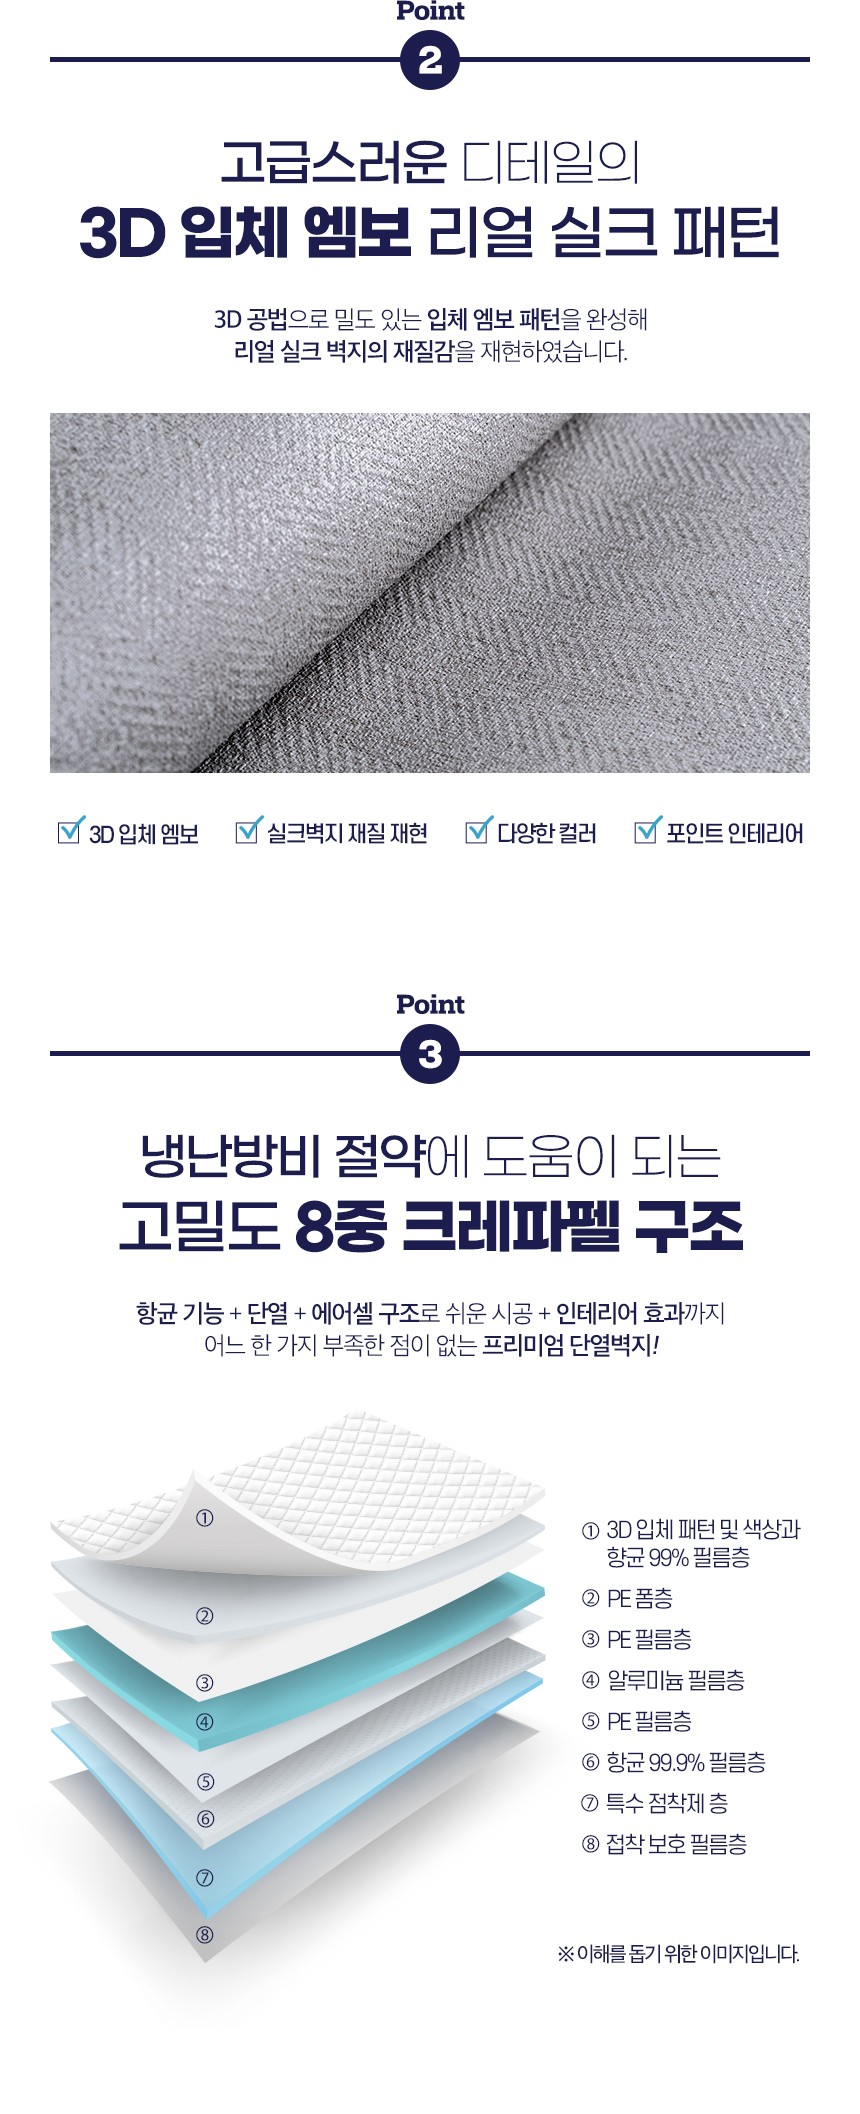 Point
2
고급스러운 디테일의
3D 입체 엠보 리얼 실크 패턴
3D 공법으로 밀도 있는 입체 엠보 패턴을 완성해
리얼 실크 벽지의 재질감을 재현하였습니다.
3D 입체 엠보
실크벽지 재질 재현
다양한 컬러
포인트 인테리어
Point
3
냉난방비 절약에 도움이 되는
고밀도 8중 크레파펠 구조
항균 기능 + 단열 + 에어셀 구조로 쉬운 시공 + 인테리어 효과까지
어느 한 가지 부족한 점이 없는 프리미엄 단열벽지!
①
②
③
④
⑤
⑥
⑦
⑧
① 3D 입체 패턴 및 색상과
향균 99% 필름층
② PE 폼층
③ PE 필름층
④ 알루미늄 필름층
⑤ PE 필름층
⑥ 항균 99.9% 필름층
⑦ 특수 점착제 층
⑧ 접착 보호 필름층
※ 이해를 돕기 위한 이미지입니다.